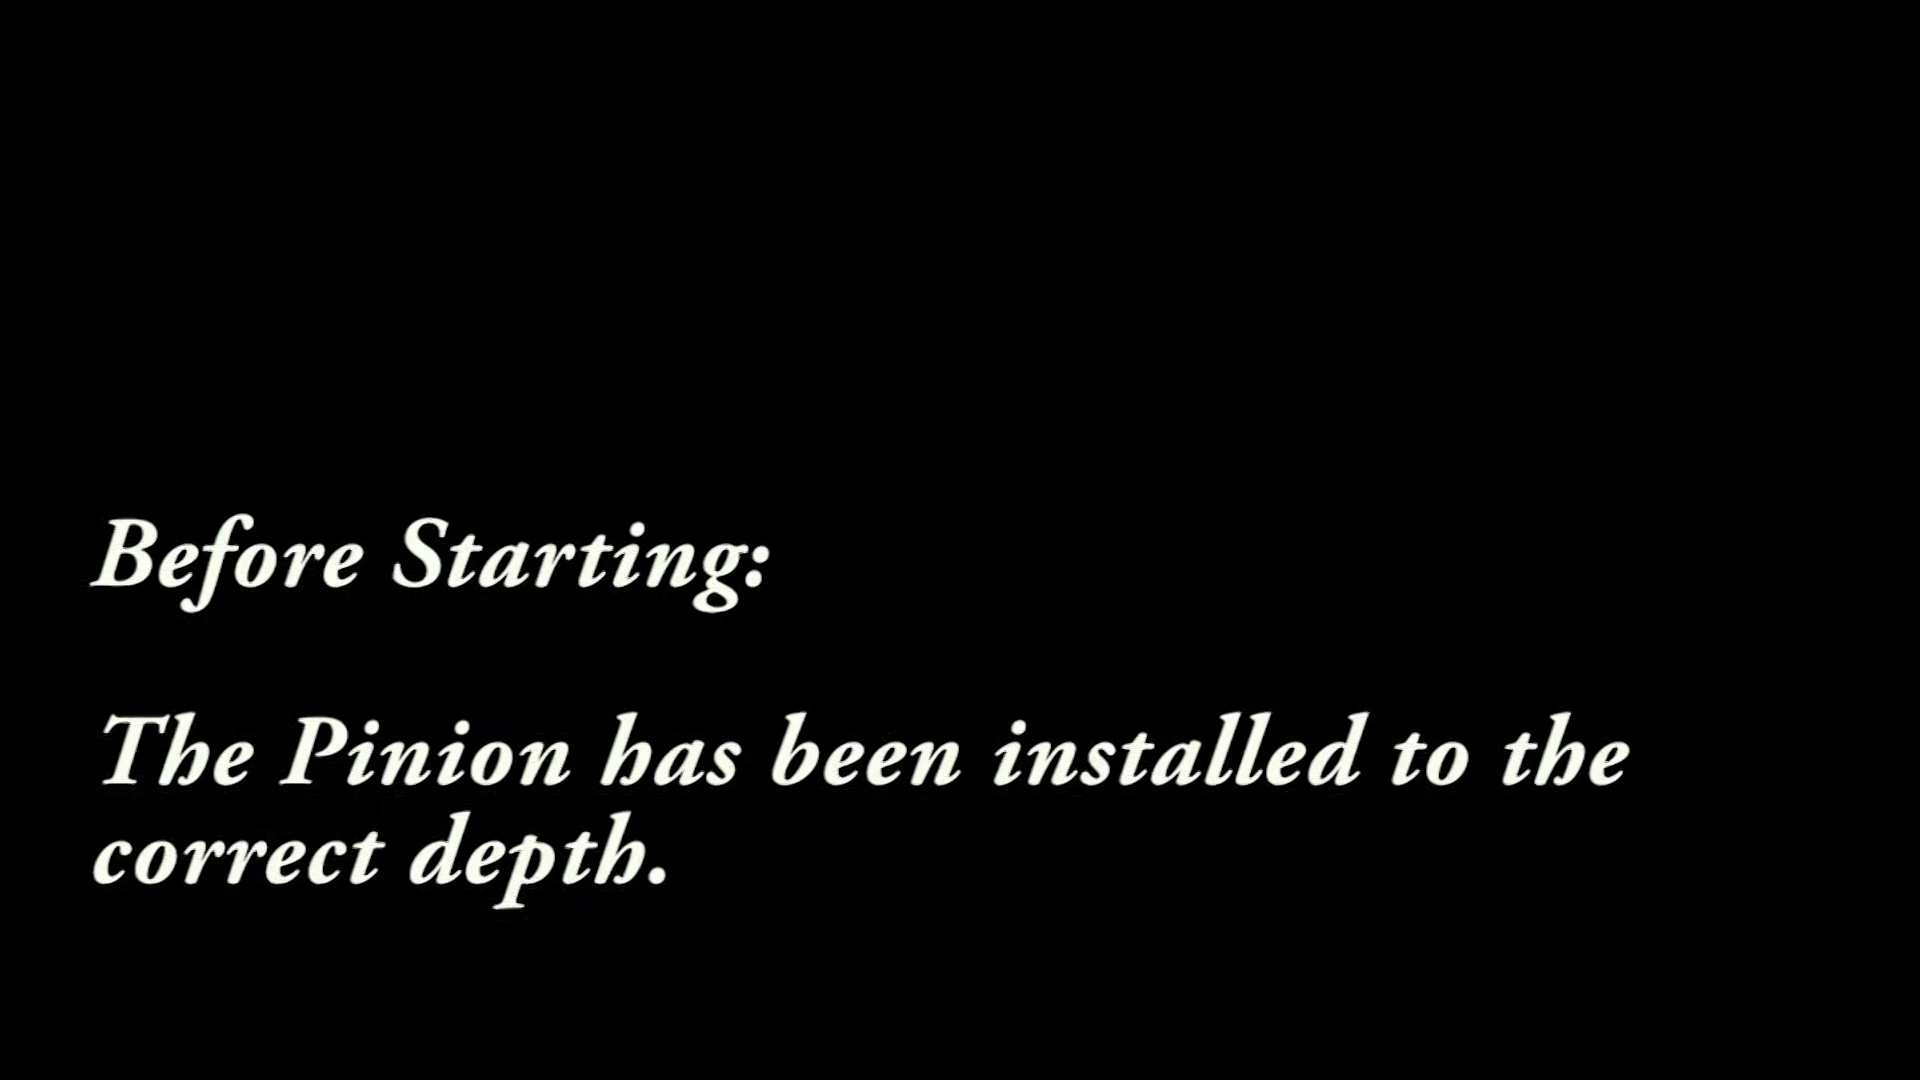 Before Starting:
The Pinion has been installed to the
correct depth.